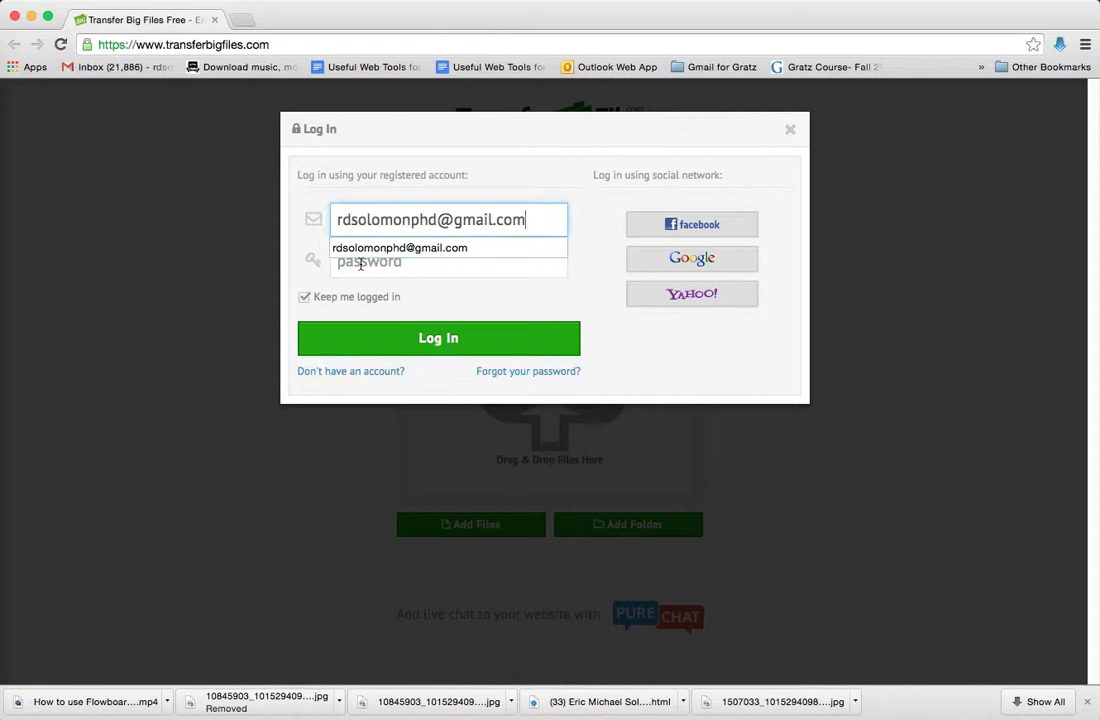 Transfer Big Files Free - En
https://www.transferbigfiles.com
Apps
Inbox (21,886) - rds
Download music, mo
Useful Web Tools fo
Useful Web Tools fo
Outlook Web App
Gmail for Gratz
Gratz Course- Fall 2
»
Other Bookmarks
.com
Log In
Log in using your registered account:
Log in using social network:
rdsolomonphd@gmail.com
facebook
rdsolomonphd@gmail.com
password
Google
YAHOO!
Keep me logged in
Log In
Don't have an account?
Forgot your password?
Drag & Drop Files Here
Add Files
Add Folder
Add live chat to your website with
PURE CHAT
How to use Flowboar....mp4
10845903_101529409....jpg
Removed
10845903_101529409....jpg
(33) Eric Michael Sol....html
1507033_1015294098....jpg
Show All